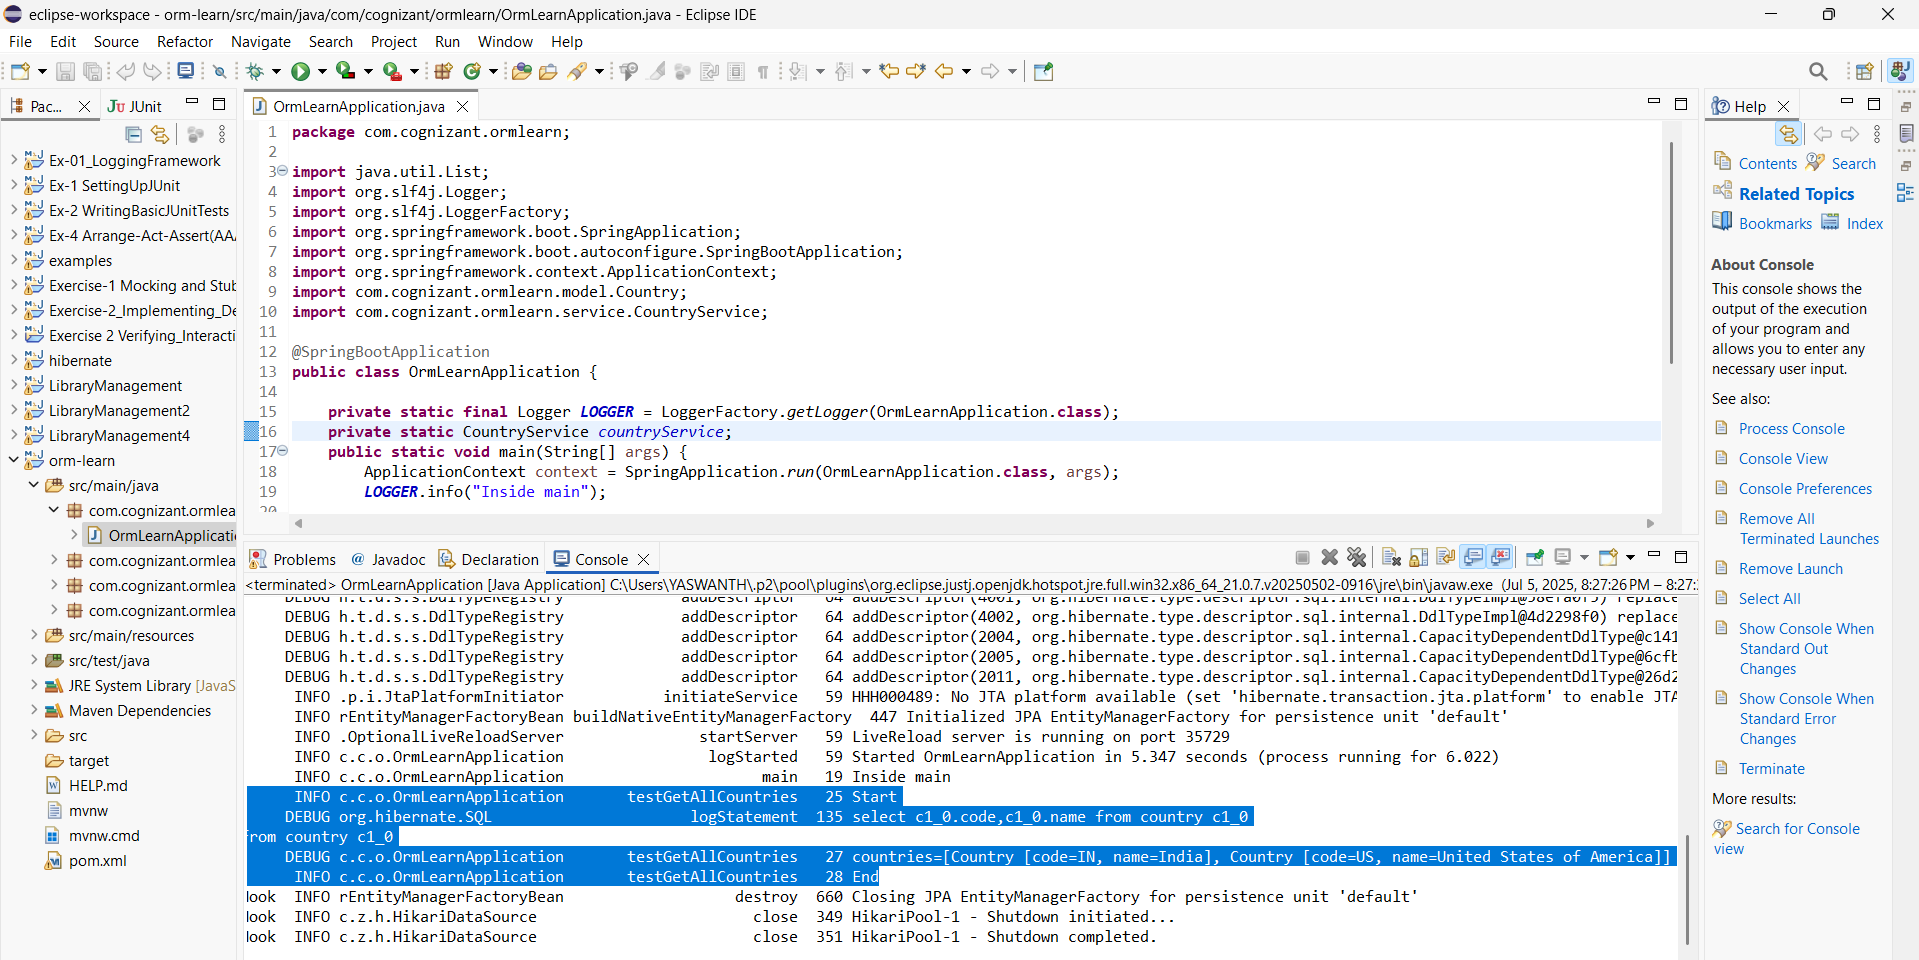 eclipse-workspace - orm-learn/src/main/java/com/cognizant/ormlearn/OrmLearnApplication.java - Eclipse IDE
File Edit Source Refactor Navigate Search Project Run Window Help
Pac... JUnit
Ex-01_LoggingFramework
Ex-1 SettingUpJUnit
Ex-2 WritingBasicJUnitTests
Ex-4 Arrange-Act-Assert(AAA
examples
Exercise-1 Mocking and Stub
Exercise-2_Implementing_De
Exercise 2 Verifying_Interacti
hibernate
LibraryManagement
LibraryManagement2
LibraryManagement4
orm-learn
src/main/java
com.cognizant.ormlea
OrmLearnApplicati
com.cognizant.ormlea
com.cognizant.ormlea
com.cognizant.ormlea
src/main/resources
src/test/java
JRE System Library [JavaS
Maven Dependencies
src
target
HELP.md
mvnw
mvnw.cmd
pom.xml
OrmLearnApplication.java
1 package com.cognizant.ormlearn;
2
3 import java.util.List;
4 import org.slf4j.Logger;
5 import org.slf4j.LoggerFactory;
6 import org.springframework.boot.SpringApplication;
7 import org.springframework.boot.autoconfigure.SpringBootApplication;
8 import org.springframework.context.ApplicationContext;
9 import com.cognizant.ormlearn.model.Country;
10 import com.cognizant.ormlearn.service.CountryService;
11
12 @SpringBootApplication
13 public class OrmLearnApplication {
14
15 private static final Logger LOGGER = LoggerFactory.getLogger(OrmLearnApplication.class);
16 private static CountryService countryService;
17 public static void main(String[] args) {
18 ApplicationContext context = SpringApplication.run(OrmLearnApplication.class, args);
19 LOGGER.info("Inside main");
20
Problems Javadoc Declaration Console
<terminated> OrmLearnApplication [Java Application] C:\Users\YASWANTH\.p2\pool\plugins\org.eclipse.justj.openjdk.hotspot.jre.full.win32.x86_64_21.0.7.v20250502-0916\jre\bin\javaw.exe (Jul 5, 2025, 8:27:26 PM – 8:27:
DEBUG h.t.d.s.s.DdlTypeRegistry addDescriptor 64 addDescriptor(4001, org.hibernate.type.descriptor.sql.internal.DdlTypeImpl@
DEBUG h.t.d.s.s.DdlTypeRegistry addDescriptor 64 addDescriptor(4002, org.hibernate.type.descriptor.sql.internal.DdlTypeImpl@4d2298f0) replace
DEBUG h.t.d.s.s.DdlTypeRegistry addDescriptor 64 addDescriptor(2004, org.hibernate.type.descriptor.sql.internal.CapacityDependentDdlType@c141
DEBUG h.t.d.s.s.DdlTypeRegistry addDescriptor 64 addDescriptor(2005, org.hibernate.type.descriptor.sql.internal.CapacityDependentDdlType@6cfb
DEBUG h.t.d.s.s.DdlTypeRegistry addDescriptor 64 addDescriptor(2011, org.hibernate.type.descriptor.sql.internal.CapacityDependentDdlType@26d2
INFO .p.i.JtaPlatformInitiator initiateService 59 HHH000489: No JTA platform available (set 'hibernate.transaction.jta.platform' to enable JTA
INFO rEntityManagerFactoryBean buildNativeEntityManagerFactory 447 Initialized JPA EntityManagerFactory for persistence unit 'default'
INFO .OptionalLiveReloadServer startServer 59 LiveReload server is running on port 35729
INFO c.c.o.OrmLearnApplication logStarted 59 Started OrmLearnApplication in 5.347 seconds (process running for 6.022)
INFO c.c.o.OrmLearnApplication main 19 Inside main
INFO c.c.o.OrmLearnApplication testGetAllCountries 25 Start
DEBUG org.hibernate.SQL logStatement 135 select c1_0.code,c1_0.name from country c1_0
rom country c1_0
DEBUG c.c.o.OrmLearnApplication testGetAllCountries 27 countries=[Country [code=IN, name=India], Country [code=US, name=United States of America]]
INFO c.c.o.OrmLearnApplication testGetAllCountries 28 End
ook INFO rEntityManagerFactoryBean destroy 660 Closing JPA EntityManagerFactory for persistence unit 'default'
ook INFO c.z.h.HikariDataSource close 349 HikariPool-1 - Shutdown initiated...
ook INFO c.z.h.HikariDataSource close 351 HikariPool-1 - Shutdown completed.
Help
Contents Search
Related Topics
Bookmarks Index
About Console
This console shows the
output of the execution
of your program and
allows you to enter any
necessary user input.
See also:
Process Console
Console View
Console Preferences
Remove All
Terminated Launches
Remove Launch
Select All
Show Console When
Standard Out
Changes
Show Console When
Standard Error
Changes
Terminate
More results:
Search for Console
view